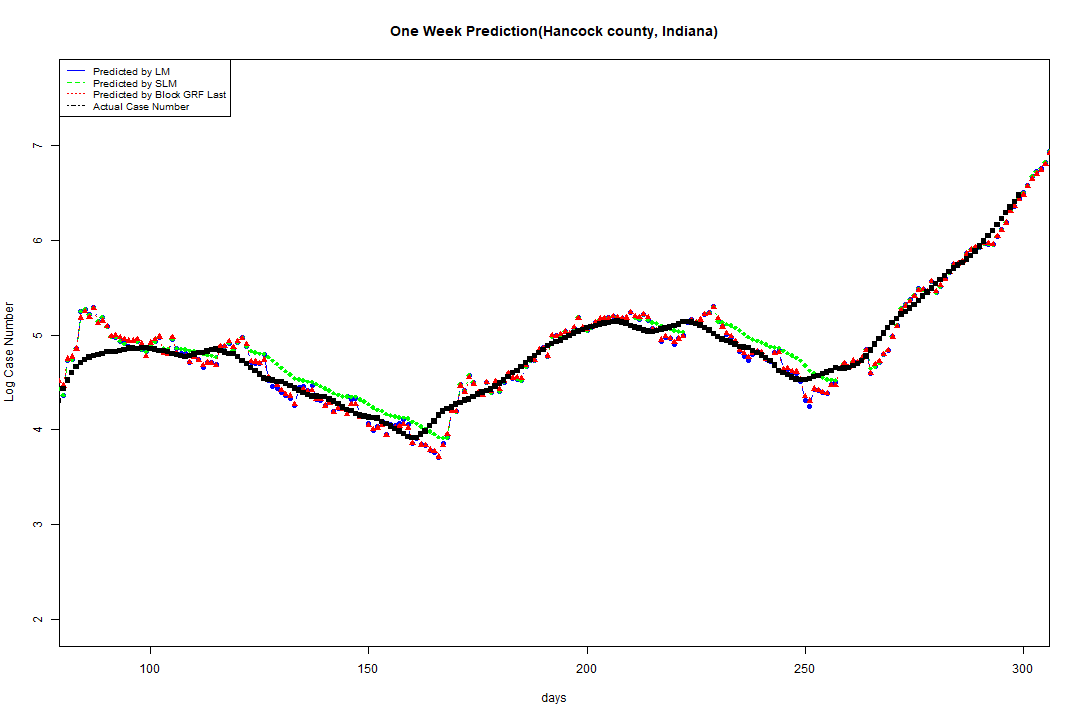 One Week Prediction(Hancock county, Indiana)
Predicted by LM
Predicted by SLM
Predicted by Block GRF Last
Actual Case Number
7
6
5
4
3
2
Log Case Number
100 150 200 250 300
days